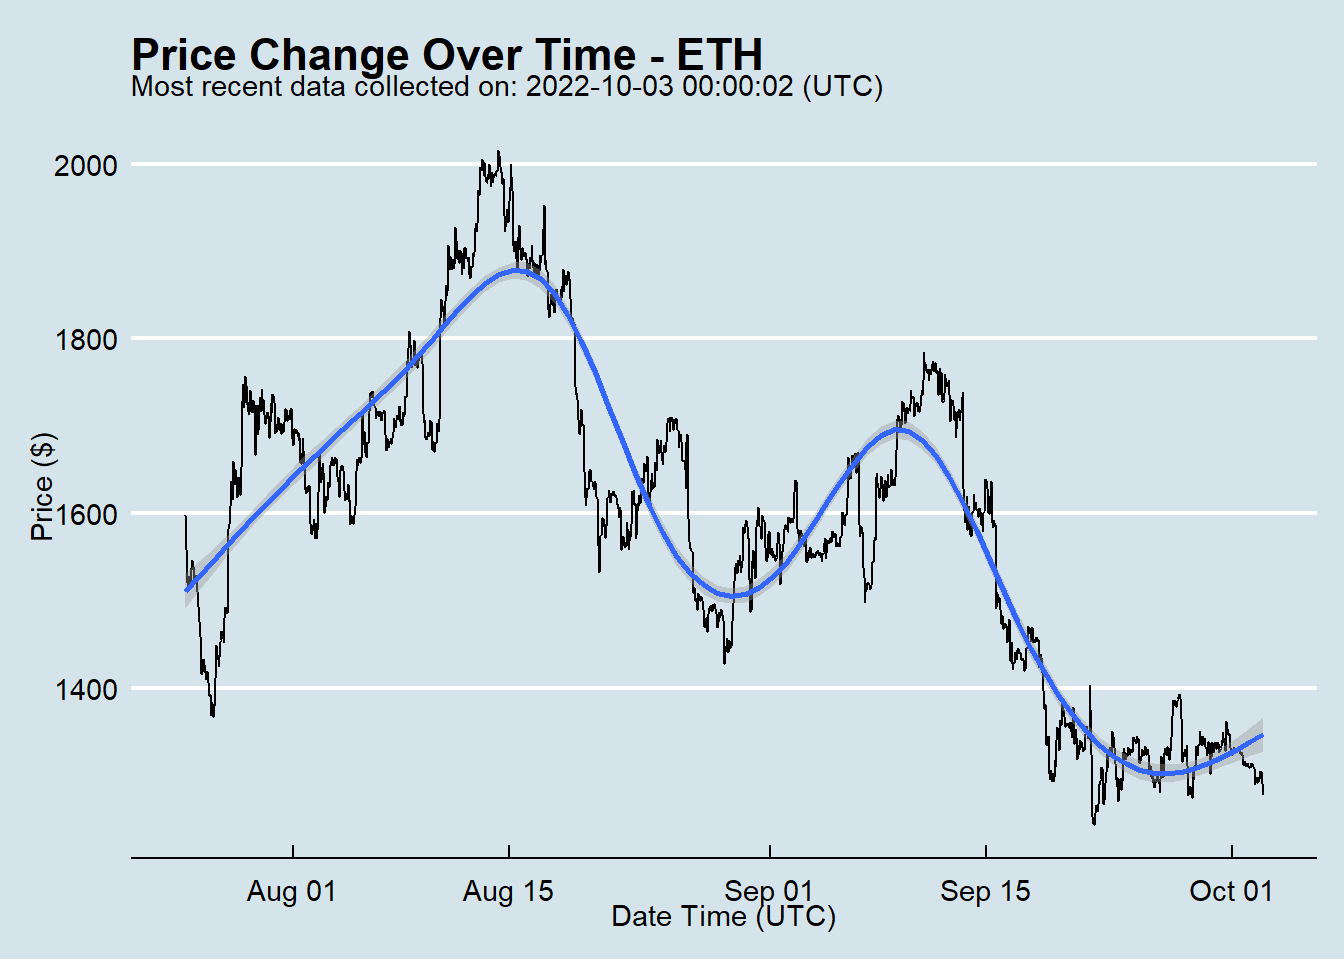 Price Change Over Time - ETH
Most recent data collected on: 2022-10-03 00:00:02 (UTC)
Price ($)
2000
1800
1600
1400
Aug 01
Aug 15
Sep 01
Sep 15
Oct 01
Date Time (UTC)